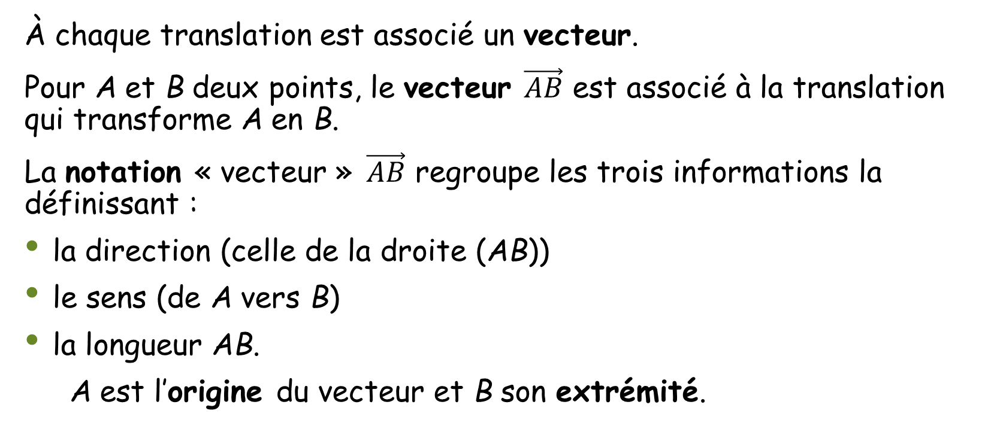 À chaque translation est associé un vecteur.
Pour A et B deux points, le vecteur $\overrightarrow{AB}$ est associé à la translation
qui transforme A en B.
La notation « vecteur » $\overrightarrow{AB}$ regroupe les trois informations la
définissant :
• la direction (celle de la droite (AB))
• le sens (de A vers B)
• la longueur AB.
A est l'origine du vecteur et B son extrémité.